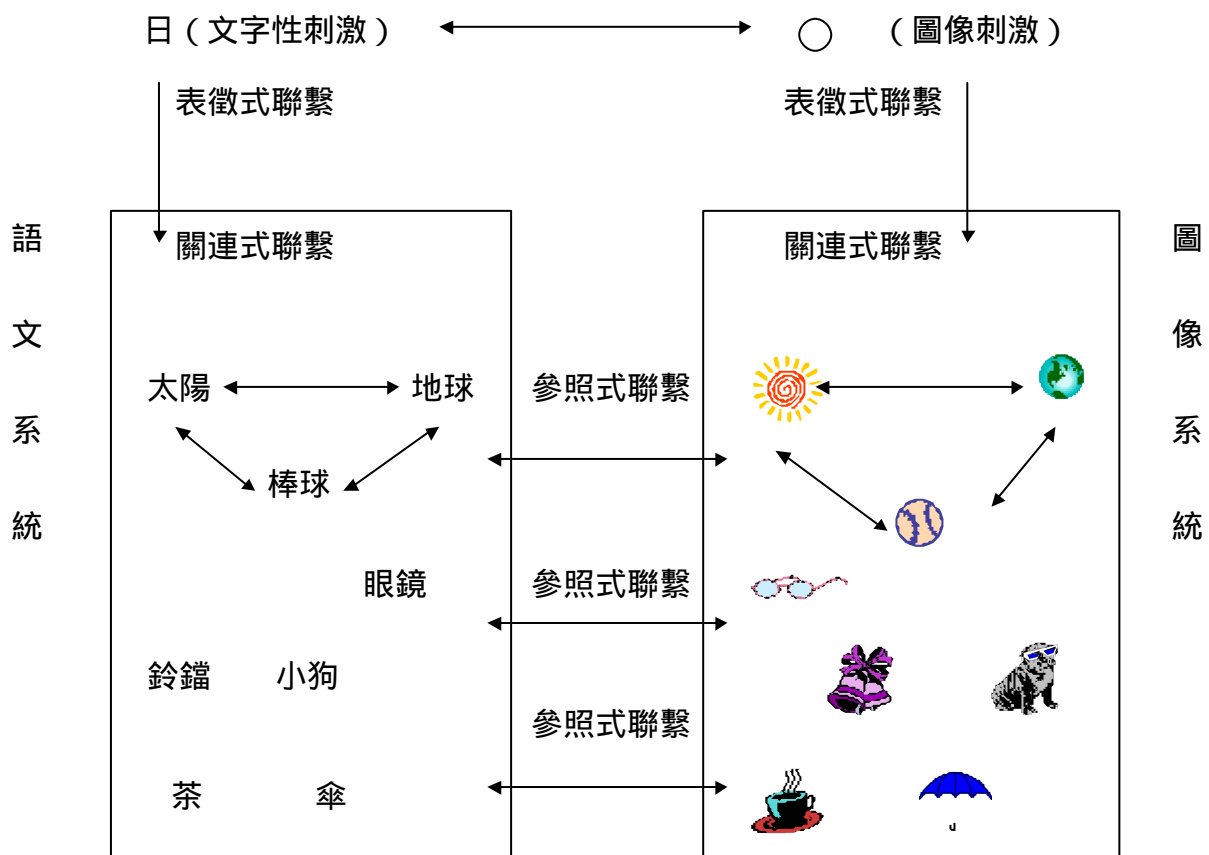 日（文字性刺激） （圖像刺激）
表徵式聯繫 表徵式聯繫
語文系統
關連式聯繫
太陽 地球
棒球
眼鏡
鈴鐺 小狗
茶 傘
參照式聯繫
參照式聯繫
參照式聯繫
關連式聯繫
圖像系統